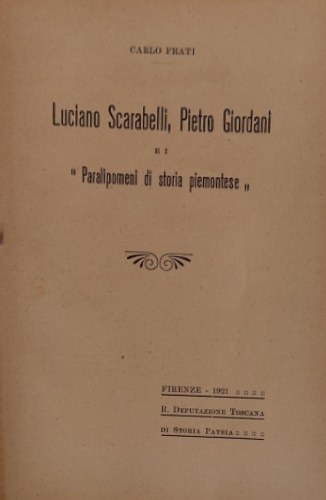 CARLO FRATI
Luciano Scarabelli, Pietro Giordani
E I
" Paralipomeni di storia piemontese „
FIRENZE - 1921
R. DEPUTAZIONE TOSCANA
DI STORIA PATRIA